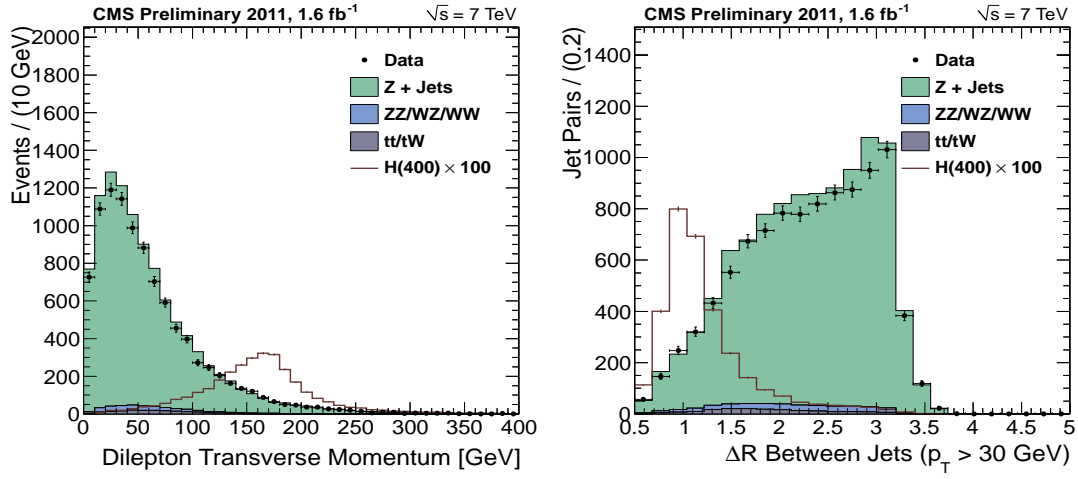 CMS Preliminary 2011, 1.6 fb⁻¹ √s = 7 TeV
Events / (10 GeV)
2000
1800
1600
1400
1200
1000
800
600
400
200
0
Data
Z + Jets
ZZ/WZ/WW
tt/tW
H(400) × 100
0 50 100 150 200 250 300 350 400
Dilepton Transverse Momentum [GeV]
CMS Preliminary 2011, 1.6 fb⁻¹ √s = 7 TeV
Jet Pairs / (0.2)
1400
1200
1000
800
600
400
200
0
Data
Z + Jets
ZZ/WZ/WW
tt/tW
H(400) × 100
0.5 1 1.5 2 2.5 3 3.5 4 4.5 5
ΔR Between Jets (p_T > 30 GeV)